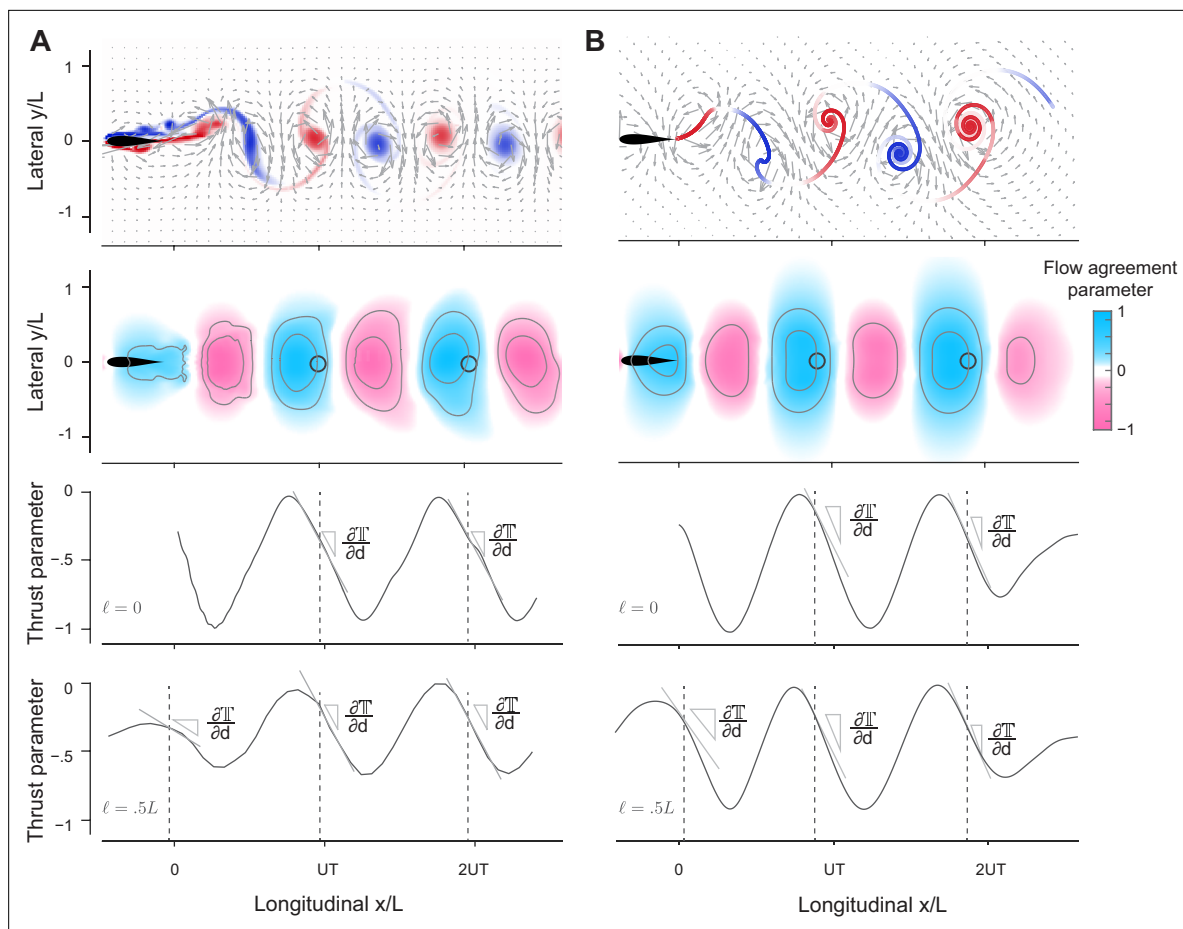 A
B
Lateral y/L
1
0
-1
Lateral y/L
1
0
-1
Flow agreement
parameter
1
0
−1
Thrust parameter
0
-.5
−1
ℓ = 0
∂𝕋
∂d
∂𝕋
∂d
ℓ = 0
∂𝕋
∂d
∂𝕋
∂d
Thrust parameter
0
-.5
−1
ℓ = .5L
∂𝕋
∂d
∂𝕋
∂d
∂𝕋
∂d
ℓ = .5L
∂𝕋
∂d
∂𝕋
∂d
∂𝕋
∂d
0
UT
2UT
0
UT
2UT
Longitudinal x/L
Longitudinal x/L